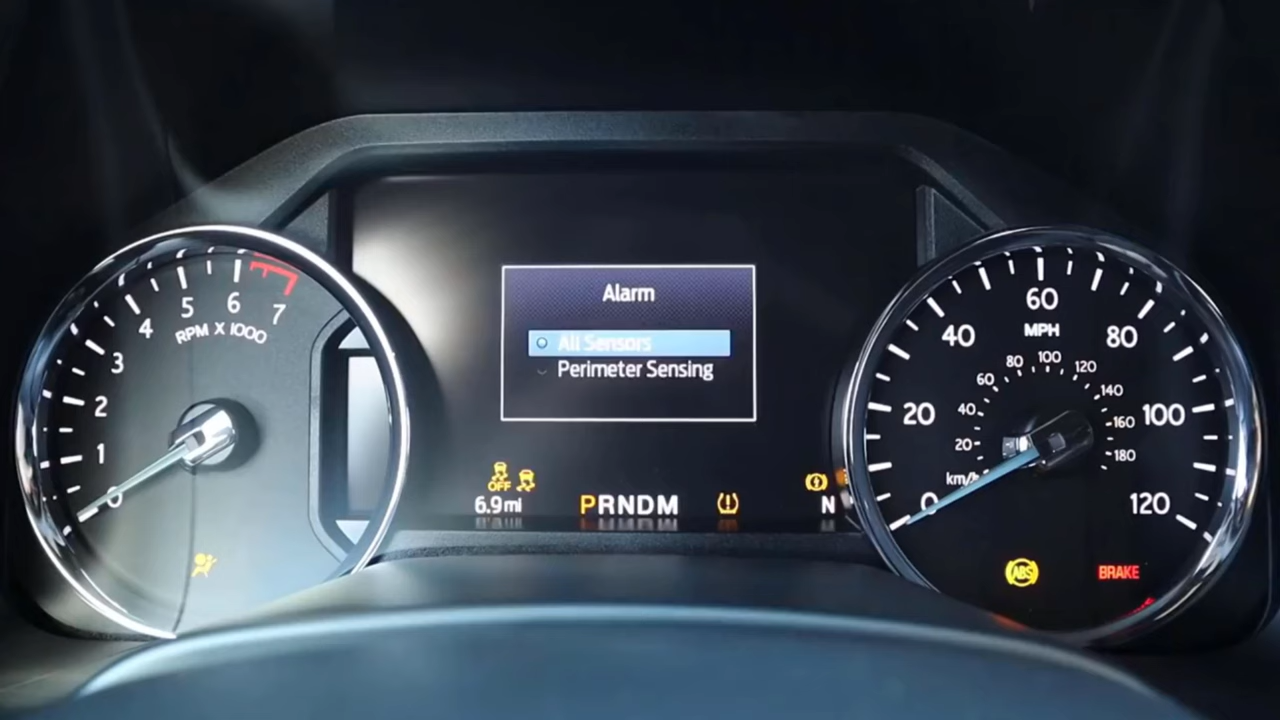 Alarm
All Sensors
Perimeter Sensing
0 1 2 3 4 5 6 7
RPM X 1000
OFF
6.9 mi
PRNDM
N
0 20 40 60 80 100 120
MPH
20 40 60 80 100 120 140 160 180
km/h
ABS
BRAKE